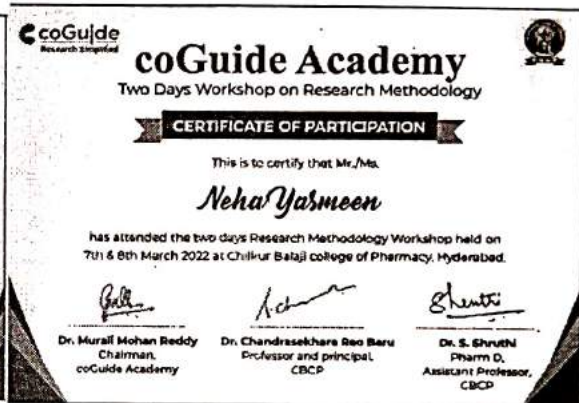 coGuide
Research Simplified
coGuide Academy
Two Days Workshop on Research Methodology
CERTIFICATE OF PARTICIPATION
This is to certify that Mr./Ms.
Neha Yasmeen
has attended the two days Research Methodology Workshop held on
7th & 8th March 2022 at Chilkur Balaji college of Pharmacy, Hyderabad.
Shruthi
Dr. Murali Mohan Reddy
Chairman,
coGuide Academy
Dr. Chandrasekhara Rao Baru
Professor and principal,
CBCP
Dr. S. Shruthi
Pharm D,
Assistant Professor,
CBCP